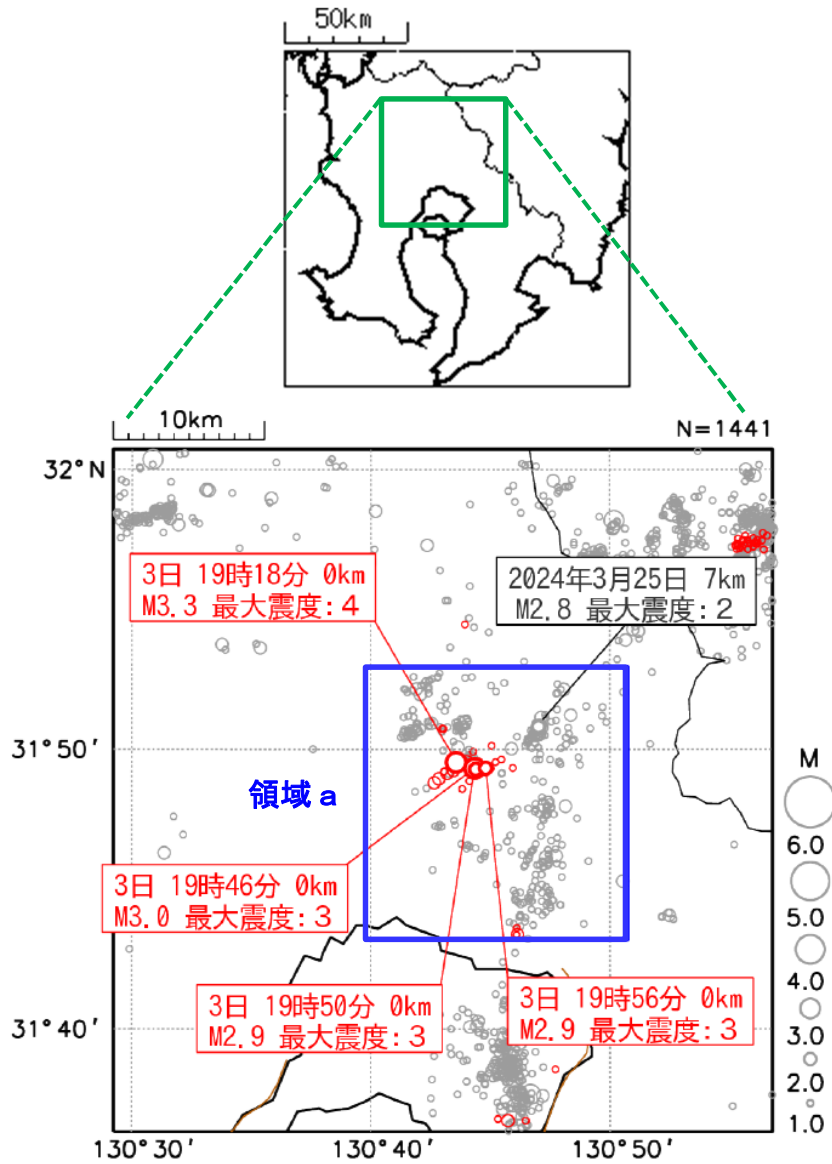 50km
10km
N=1441
32°N
3日 19時18分 0km
M3.3 最大震度:4
2024年3月25日 7km
M2.8 最大震度:2
31°50′
領域a
M
6.0
5.0
4.0
3.0
2.0
1.0
3日 19時46分 0km
M3.0 最大震度:3
3日 19時50分 0km
M2.9 最大震度:3
3日 19時56分 0km
M2.9 最大震度:3
31°40′
130°30′
130°40′
130°50′